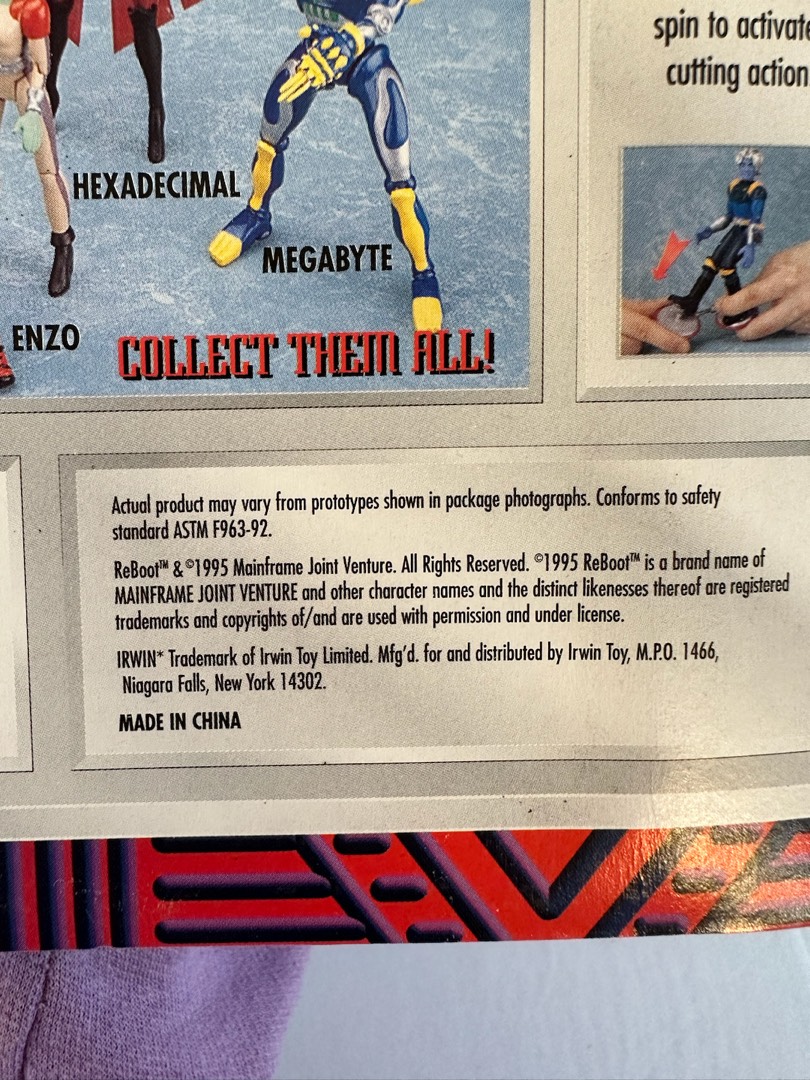 spin to activate
cutting action
HEXADECIMAL
MEGABYTE
ENZO
COLLECT THEM ALL!
Actual product may vary from prototypes shown in package photographs. Conforms to safety
standard ASTM F963-92.
ReBoot™ & ©1995 Mainframe Joint Venture. All Rights Reserved. ©1995 ReBoot™ is a brand name of
MAINFRAME JOINT VENTURE and other character names and the distinct likenesses thereof are registered
trademarks and copyrights of/and are used with permission and under license.
IRWIN* Trademark of Irwin Toy Limited. Mfg'd. for and distributed by Irwin Toy, M.P.O. 1466,
Niagara Falls, New York 14302.
MADE IN CHINA